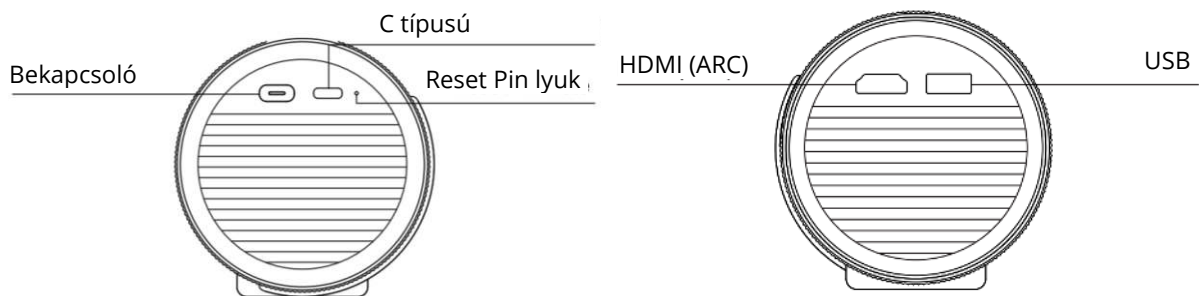 C típusú
Bekapcsoló
Reset Pin lyuk
HDMI (ARC)
USB